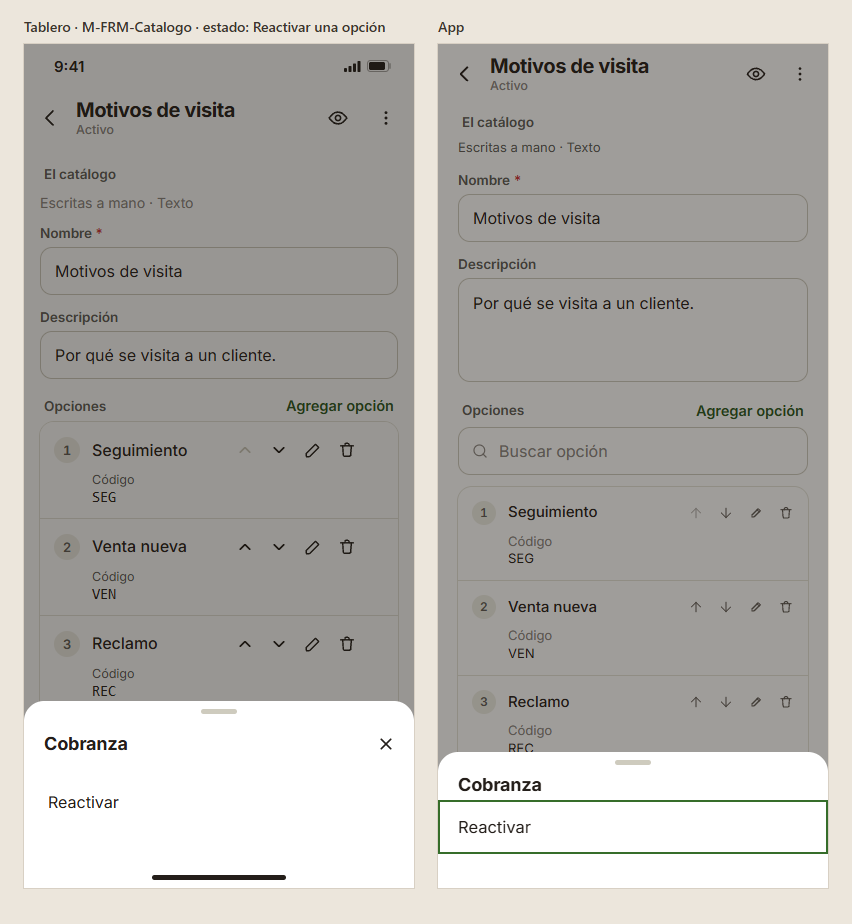 Tablero · M-FRM-Catalogo · estado: Reactivar una opción
9:41
Motivos de visita
Activo
El catálogo
Escritas a mano · Texto
Nombre *
Motivos de visita
Descripción
Por qué se visita a un cliente.
Opciones
Agregar opción
1 Seguimiento
Código
SEG
2 Venta nueva
Código
VEN
3 Reclamo
Código
REC
Cobranza
Reactivar
App
Motivos de visita
Activo
El catálogo
Escritas a mano · Texto
Nombre *
Motivos de visita
Descripción
Por qué se visita a un cliente.
Opciones
Agregar opción
Buscar opción
1 Seguimiento
Código
SEG
2 Venta nueva
Código
VEN
3 Reclamo
Código
REC
Cobranza
Reactivar